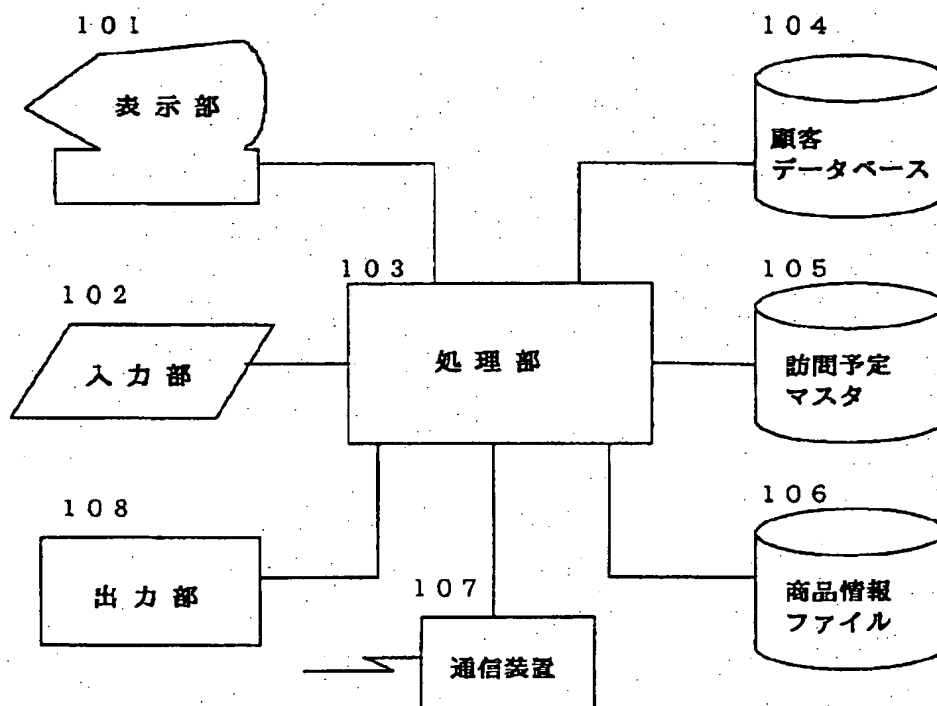 101
表示部
104
顧客
データベース
103
102
入力部
処理部
105
訪問予定
マスタ
108
出力部
107
通信装置
106
商品情報
ファイル